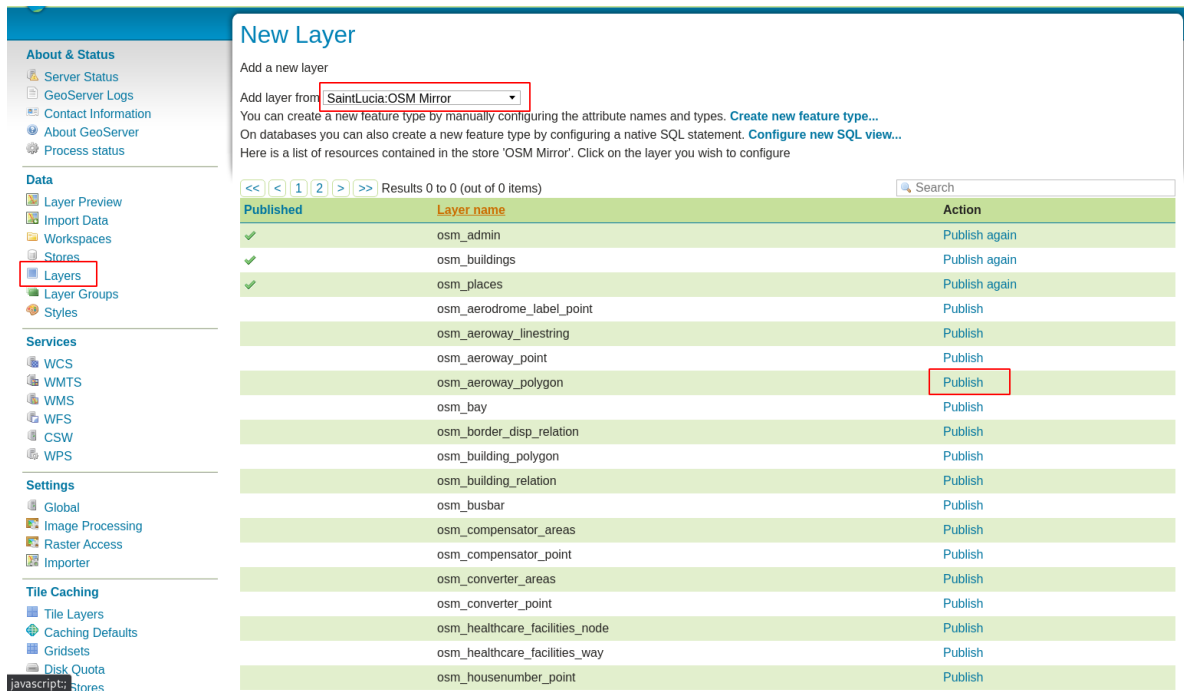 New Layer
Add a new layer
Add layer from SaintLucia:OSM Mirror
You can create a new feature type by manually configuring the attribute names and types. Create new feature type...
On databases you can also create a new feature type by configuring a native SQL statement. Configure new SQL view...
Here is a list of resources contained in the store 'OSM Mirror'. Click on the layer you wish to configure
<< < 1 2 > >> Results 0 to 0 (out of 0 items) Search
Published Layer name Action
osm_admin Publish again
osm_buildings Publish again
osm_places Publish again
osm_aerodrome_label_point Publish
osm_aeroway_linestring Publish
osm_aeroway_point Publish
osm_aeroway_polygon Publish
osm_bay Publish
osm_border_disp_relation Publish
osm_building_polygon Publish
osm_building_relation Publish
osm_busbar Publish
osm_compensator_areas Publish
osm_compensator_point Publish
osm_converter_areas Publish
osm_converter_point Publish
osm_healthcare_facilities_node Publish
osm_healthcare_facilities_way Publish
osm_housenumber_point Publish
About & Status
Server Status
GeoServer Logs
Contact Information
About GeoServer
Process status
Data
Layer Preview
Import Data
Workspaces
Stores
Layers
Layer Groups
Styles
Services
WCS
WMTS
WMS
WFS
CSW
WPS
Settings
Global
Image Processing
Raster Access
Importer
Tile Caching
Tile Layers
Caching Defaults
Gridsets
Disk Quota
javascript:; Stores